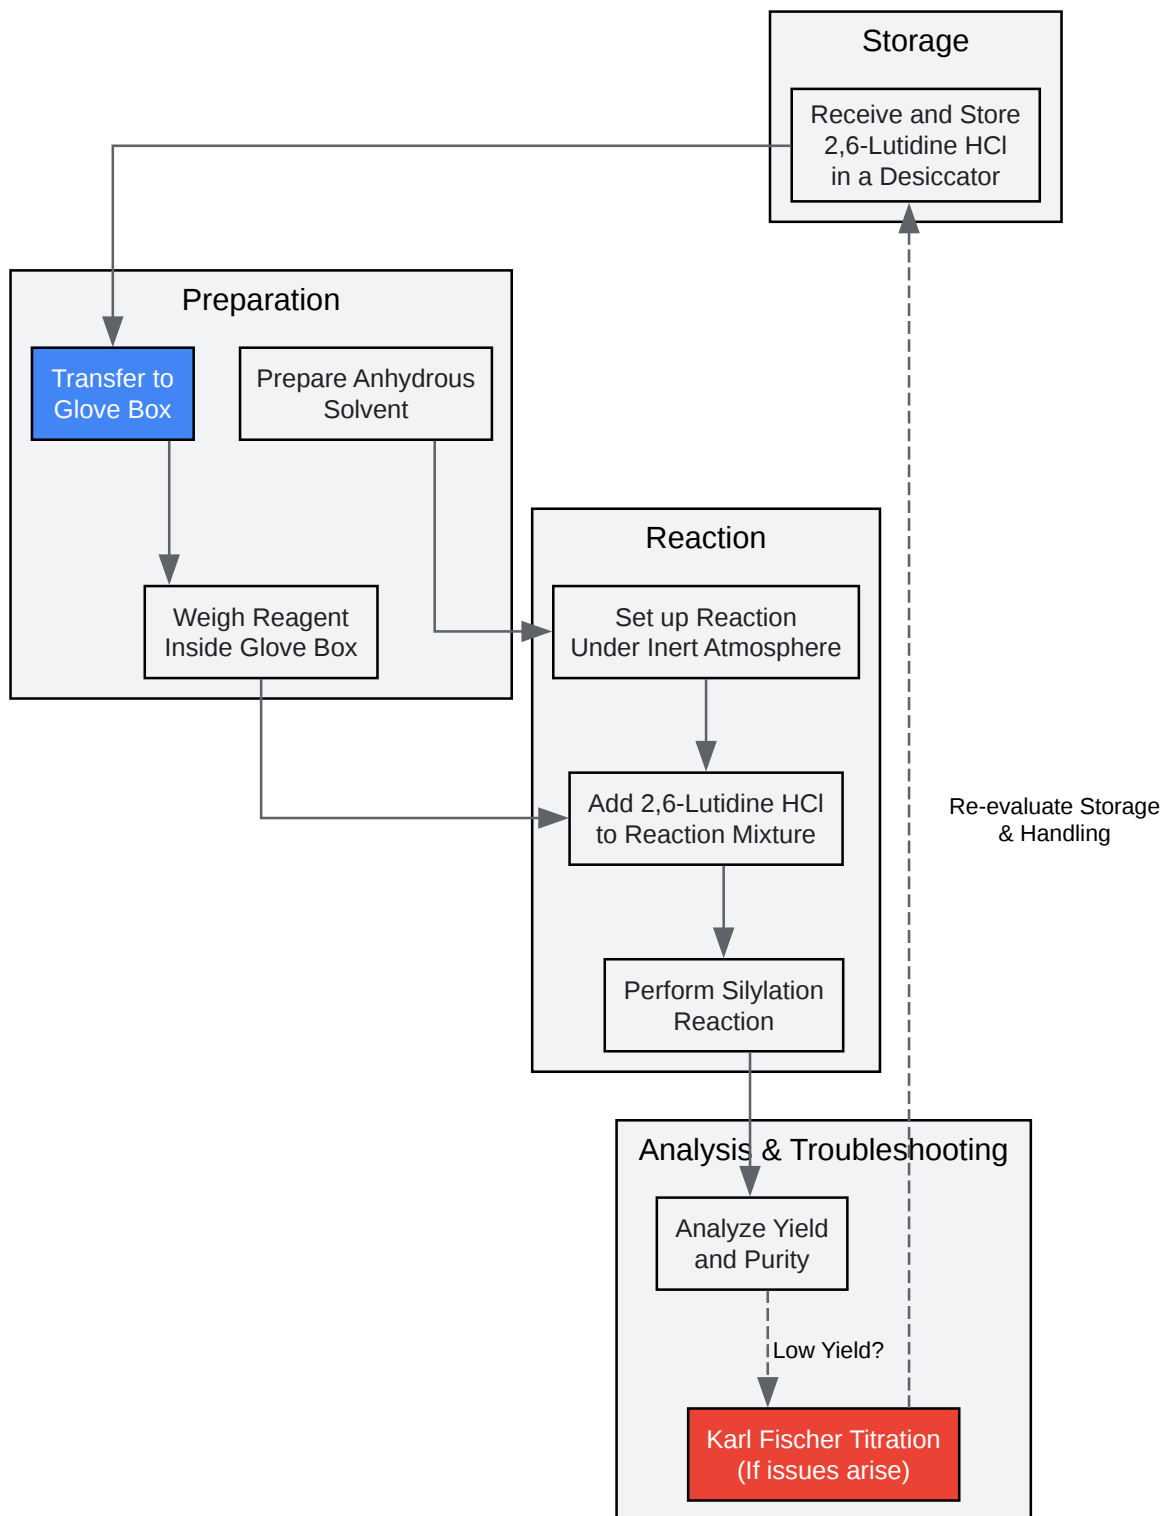 Storage
Receive and Store
2,6-Lutidine HCl
in a Desiccator
Preparation
Transfer to
Glove Box
Prepare Anhydrous
Solvent
Weigh Reagent
Inside Glove Box
Reaction
Set up Reaction
Under Inert Atmosphere
Add 2,6-Lutidine HCl
to Reaction Mixture
Perform Silylation
Reaction
Re-evaluate Storage
& Handling
Analysis & Troubleshooting
Analyze Yield
and Purity
Low Yield?
Karl Fischer Titration
(If issues arise)